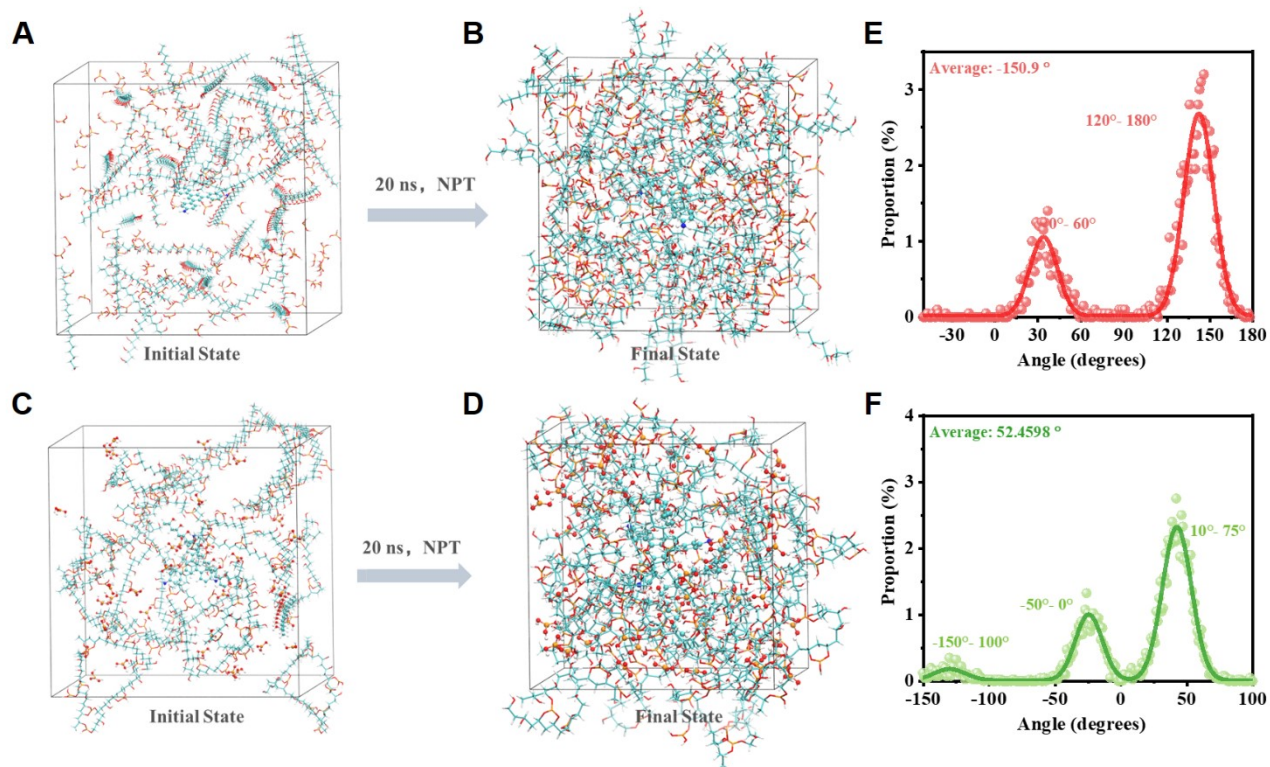 A
B
20 ns，NPT
Initial State
Final State
E
Average: -150.9 °
120°- 180°
0°- 60°
Proportion (%)
3
2
1
0
-30
0
30
60
90
120
150
180
Angle (degrees)
C
D
20 ns，NPT
Initial State
Final State
F
Average: 52.4598 °
10°- 75°
-50°- 0°
-150°- 100°
Proportion (%)
4
3
2
1
0
-150
-100
-50
0
50
100
Angle (degrees)